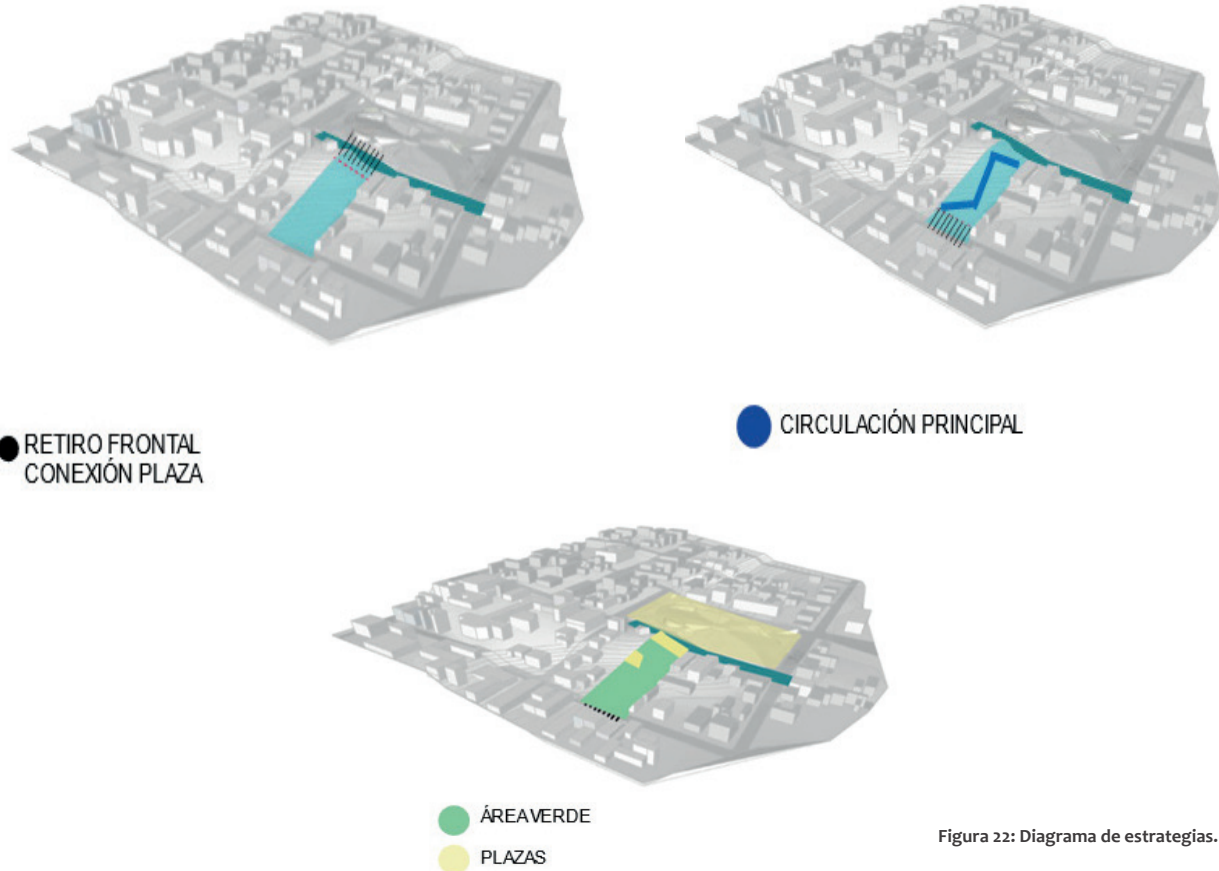 RETIRO FRONTAL
CONEXIÓN PLAZA
CIRCULACIÓN PRINCIPAL
ÁREA VERDE
PLAZAS
Figura 22: Diagrama de estrategias.